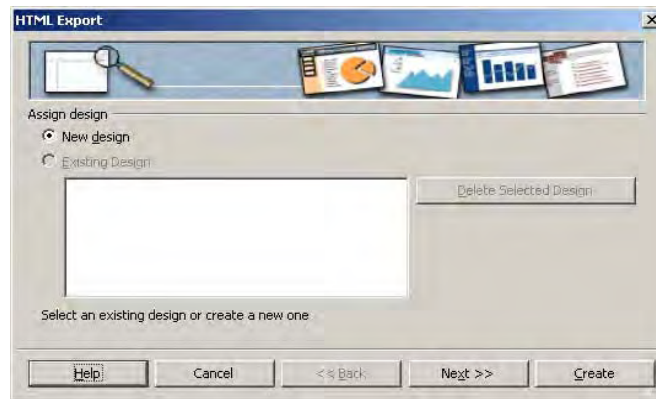 HTML Export
Assign design
New design
Existing Design
Delete Selected Design
Select an existing design or create a new one
Help
Cancel
<< Back
Next >>
Create